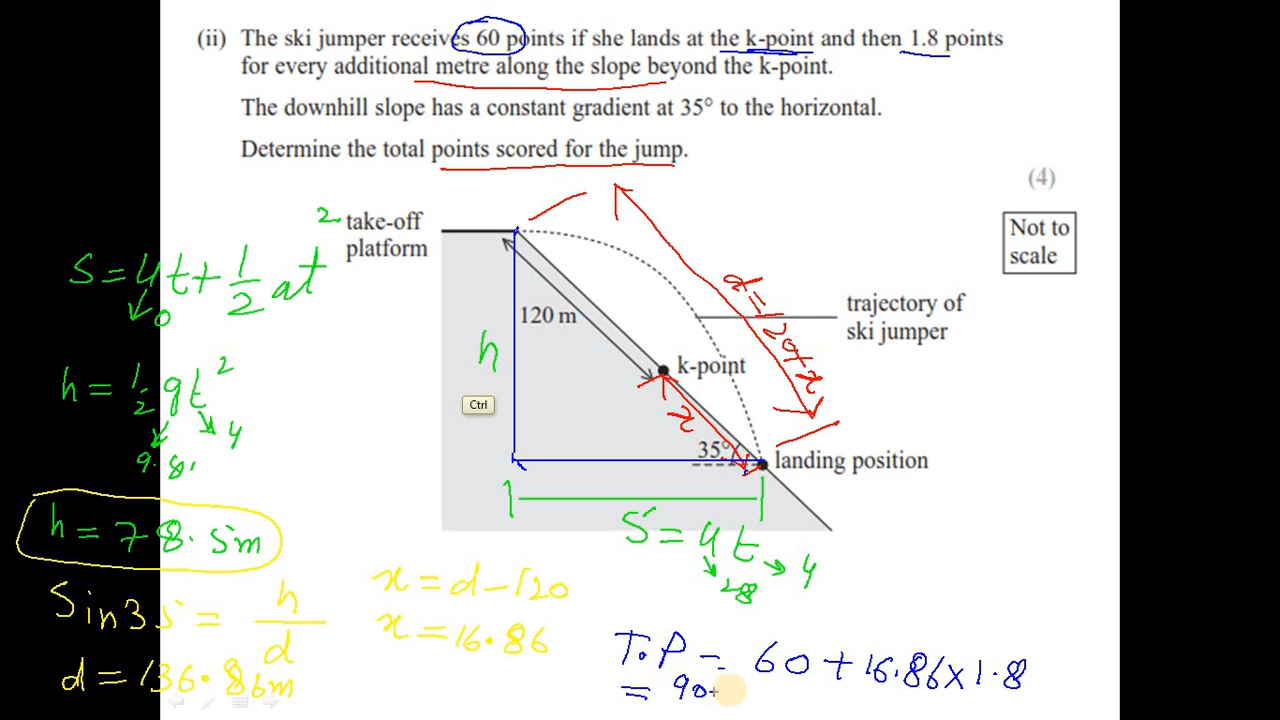 (ii) The ski jumper receives 60 points if she lands at the k-point and then 1.8 points
for every additional metre along the slope beyond the k-point.
The downhill slope has a constant gradient at 35° to the horizontal.
Determine the total points scored for the jump.
(4)
take-off
platform
Not to
scale
S = ut + 1/2 at 2
0
120 m
trajectory of
ski jumper
d = 120 + x
h
h = 1/2 gt 2
4
9.81
k-point
Ctrl
x
35°
landing position
S = ut
28
4
h = 78.5m
Sin35 = h/d
d = 136.86m
x = d - 120
x = 16.86
T.P = 60 + 16.86 x 1.8
= 90.